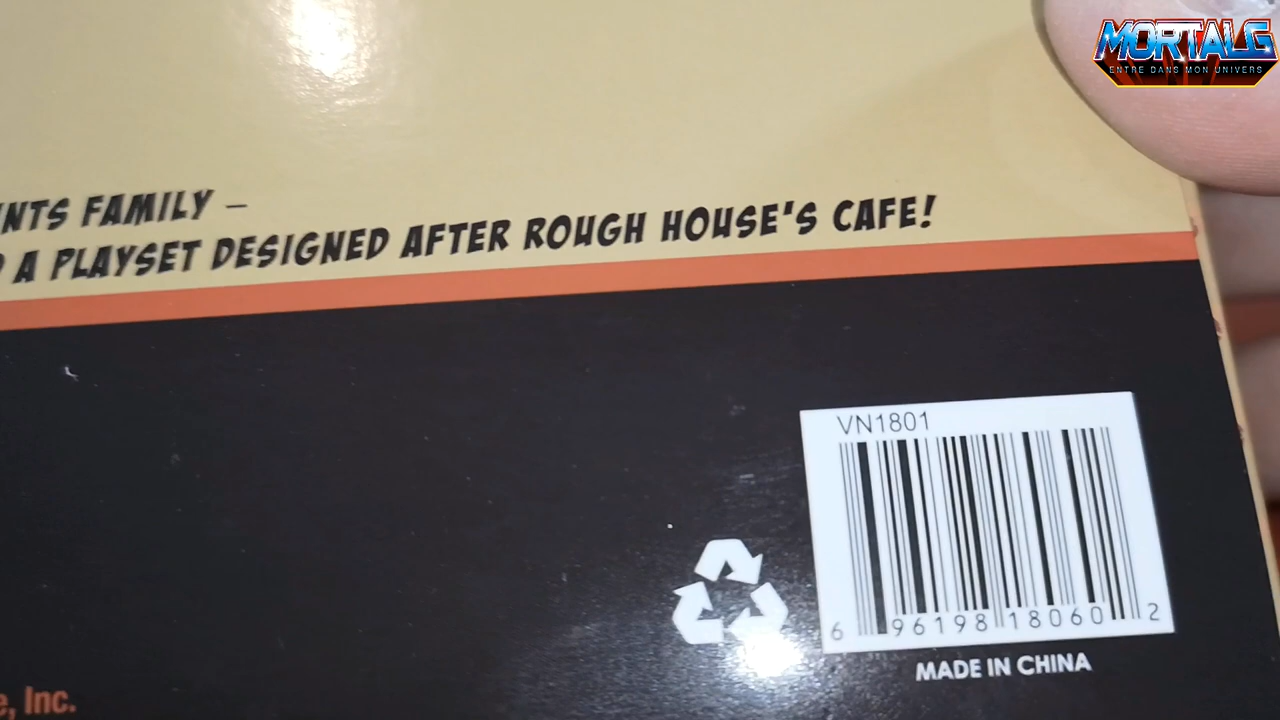 MORTALG
ENTRE DANS MON UNIVERS
FAMILY –
A PLAYSET DESIGNED AFTER ROUGH HOUSE'S CAFE!
VN1801
6 96198 18060 2
MADE IN CHINA
Inc.